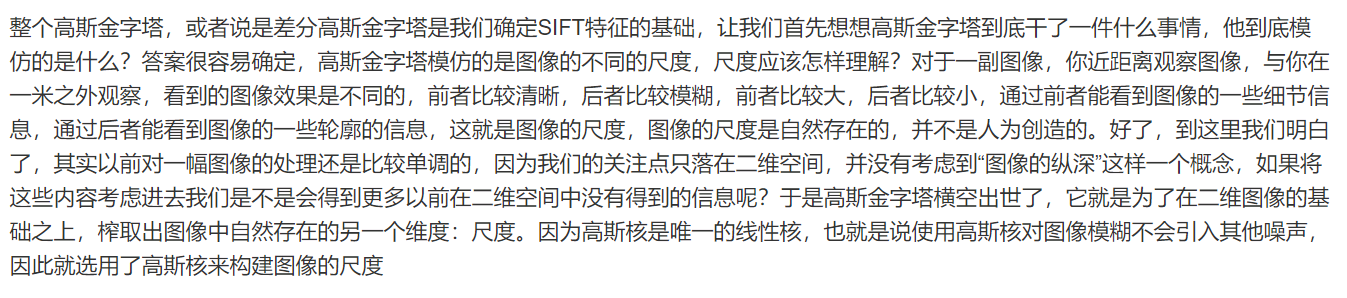 整个高斯金字塔，或者说是差分高斯金字塔是我们确定SIFT特征的基础，让我们首先想想高斯金字塔到底干了一件什么事情，他到底模
仿的是什么？答案很容易确定，高斯金字塔模仿的是图像的不同的尺度，尺度应该怎样理解？对于一副图像，你近距离观察图像，与你在
一米之外观察，看到的图像效果是不同的，前者比较清晰，后者比较模糊，前者比较大，后者比较小，通过前者能看到图像的一些细节信
息，通过后者能看到图像的一些轮廓的信息，这就是图像的尺度，图像的尺度是自然存在的，并不是人为创造的。好了，到这里我们明白
了，其实以前对一幅图像的处理还是比较单调的，因为我们的关注点只落在二维空间，并没有考虑到“图像的纵深”这样一个概念，如果将
这些内容考虑进去我们是不是会得到更多以前在二维空间中没有得到的信息呢？于是高斯金字塔横空出世了，它就是为了在二维图像的基
础之上，榨取出图像中自然存在的另一个维度：尺度。因为高斯核是唯一的线性核，也就是说使用高斯核对图像模糊不会引入其他噪声，
因此就选用了高斯核来构建图像的尺度